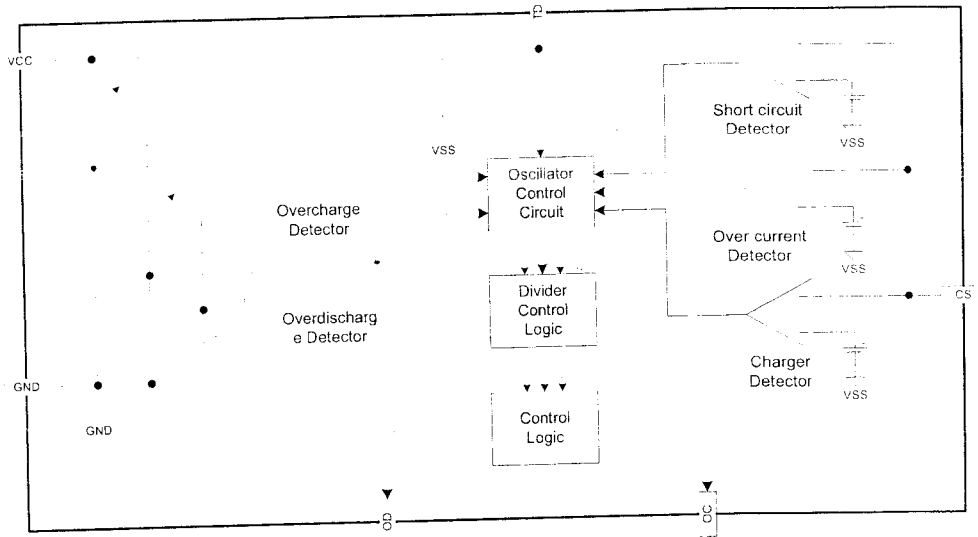 TD
VCC
Short circuit
Detector
VSS
VSS
Oscillator
Control
Circuit
Overcharge
Detector
Over current
Detector
VSS
CS
Divider
Control
Logic
Overdischarg
e Detector
Charger
Detector
VSS
GND
GND
Control
Logic
OD
OC